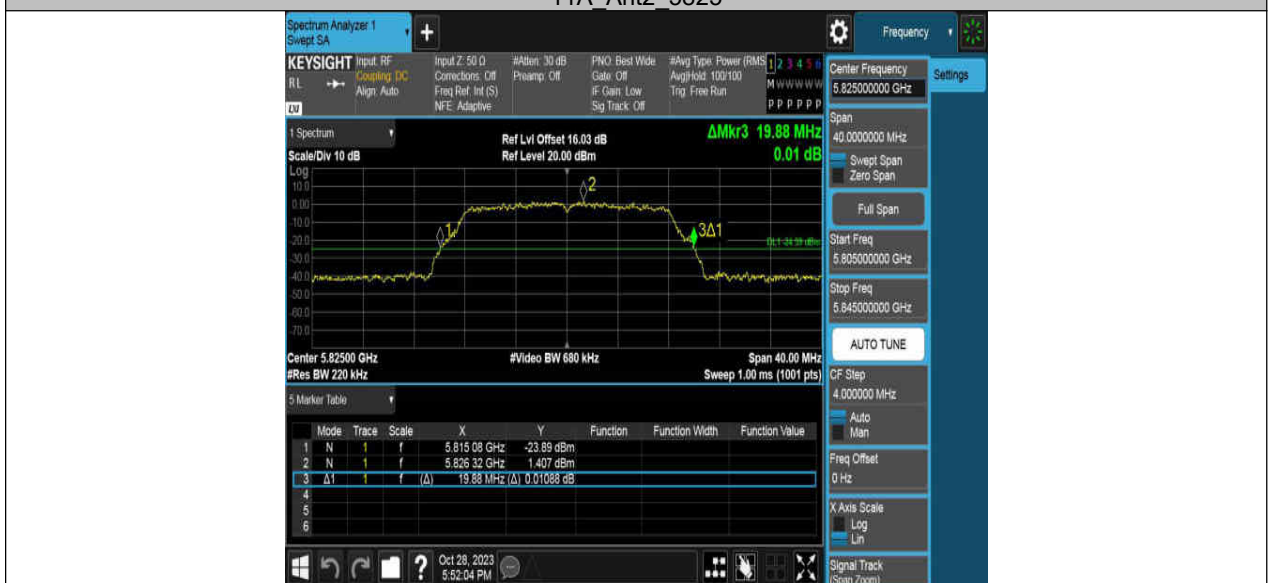 11A_Ant2_5825
Spectrum Analyzer 1
Swept SA
+
Frequency
KEYSIGHT
RL
Input: RF
Coupling: DC
Align: Auto
Input Z: 50 Ω
Corrections: Off
Freq Ref: Int (S)
NFE: Adaptive
#Atten: 30 dB
Preamp: Off
PNO: Best Wide
Gate: Off
IF Gain: Low
Sig Track: Off
#Avg Type: Power (RMS
Avg|Hold: 100/100
Trig: Free Run
1 2 3 4 5 6
M W W W W W
P P P P P P
Center Frequency
5.825000000 GHz
Settings
Span
40.0000000 MHz
Swept Span
Zero Span
Full Span
Start Freq
5.805000000 GHz
Stop Freq
5.845000000 GHz
AUTO TUNE
CF Step
4.000000 MHz
Auto
Man
Freq Offset
0 Hz
X Axis Scale
Log
Lin
Signal Track
(Span Zoom)
1 Spectrum
Scale/Div 10 dB
Ref Lvl Offset 16.03 dB
Ref Level 20.00 dBm
ΔMkr3 19.88 MHz
0.01 dB
Log
10.0
0.00
-10.0
-20.0
-30.0
-40.0
-50.0
-60.0
-70.0
1
2
3Δ1
Center 5.82500 GHz
#Res BW 220 kHz
#Video BW 680 kHz
Span 40.00 MHz
Sweep 1.00 ms (1001 pts)
5 Marker Table
Mode Trace Scale X Y Function Function Width Function Value
1 N 1 f 5.815 08 GHz -23.89 dBm
2 N 1 f 5.826 32 GHz 1.407 dBm
3 Δ1 1 f (Δ) 19.88 MHz (Δ) 0.01088 dB
4
5
6
?
Oct 28, 2023
5:52:04 PM